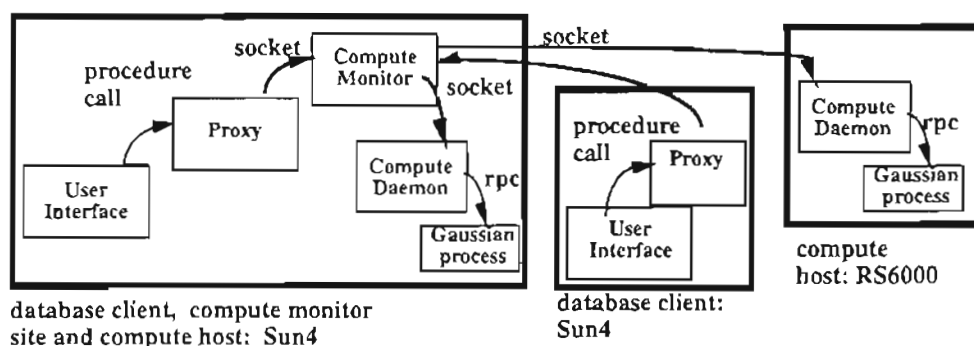 socket
Compute
Monitor
socket
procedure
call
Proxy
User
Interface
Compute
Daemon
rpc
Gaussian
process
database client, compute monitor
site and compute host: Sun4
socket
procedure
call
Proxy
User
Interface
database client:
Sun4
Compute
Daemon
rpc
Gaussian
process
compute
host: RS6000